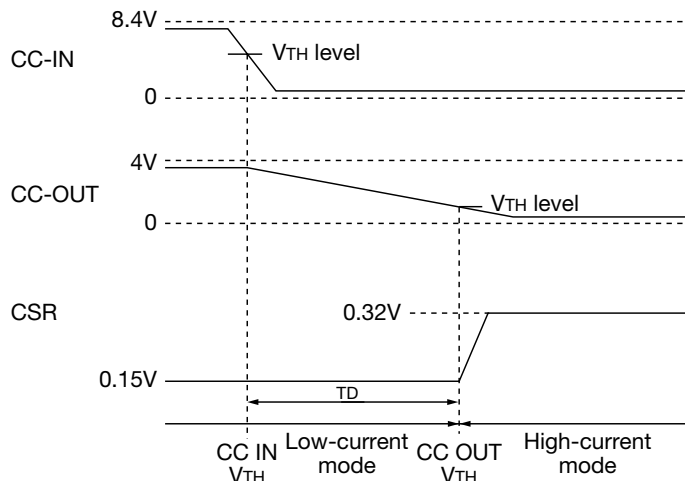 8.4V
CC-IN
VTH level
0
4V
CC-OUT
VTH level
0
CSR
0.32V
0.15V
TD
CC IN
VTH
Low-current
mode
CC OUT
VTH
High-current
mode